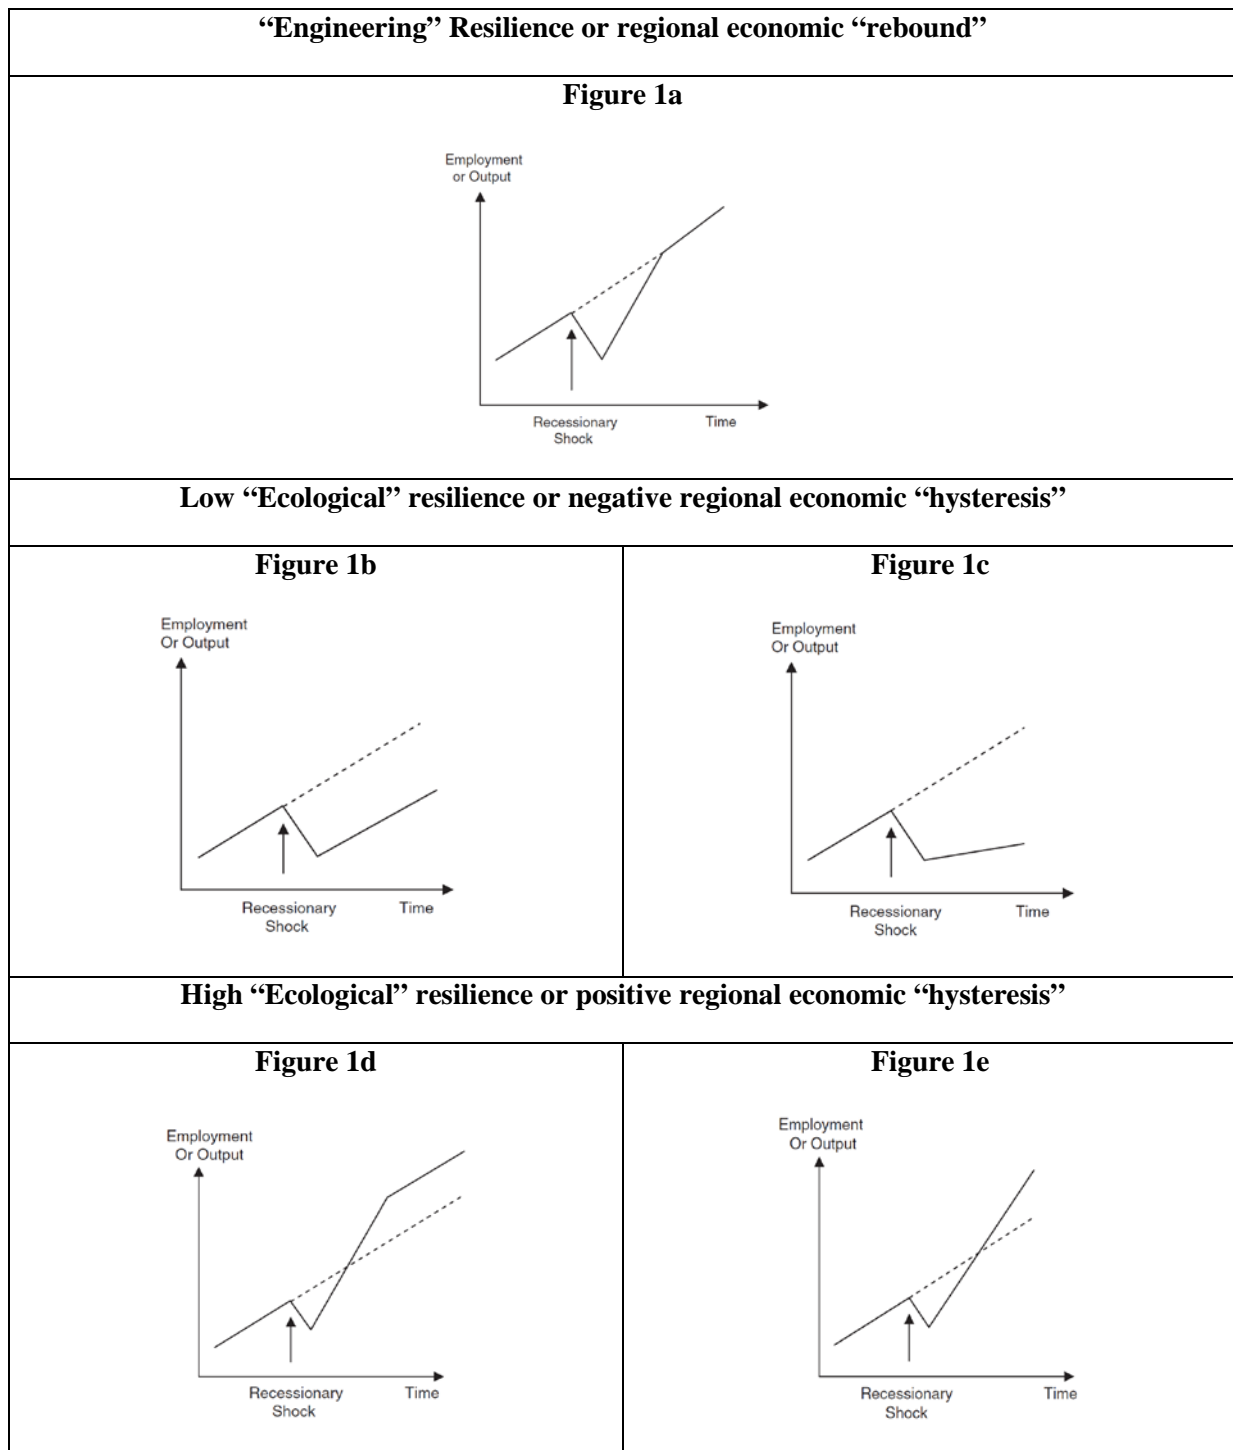 “Engineering” Resilience or regional economic “rebound”
Figure 1a
Employment
or Output
Recessionary
Shock
Time
Low “Ecological” resilience or negative regional economic “hysteresis”
Figure 1b
Employment
Or Output
Recessionary
Shock
Time
Figure 1c
Employment
Or Output
Recessionary
Shock
Time
High “Ecological” resilience or positive regional economic “hysteresis”
Figure 1d
Employment
Or Output
Recessionary
Shock
Time
Figure 1e
Employment
Or Output
Recessionary
Shock
Time